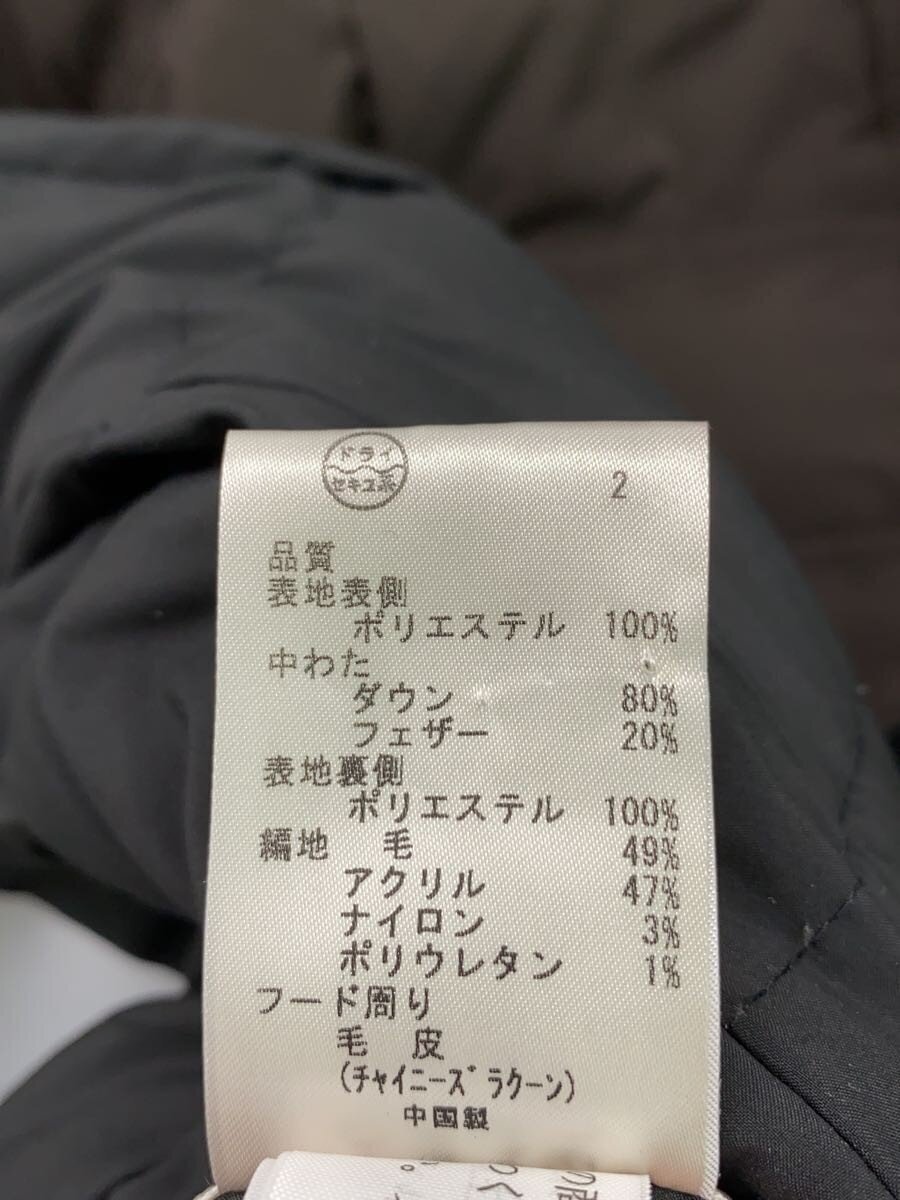 ドライ
セキユ系
2
品質
表地表側
ポリエステル 100%
中わた
ダウン 80%
フェザー 20%
表地裏側
ポリエステル 100%
編地 毛 49%
アクリル 47%
ナイロン 3%
ポリウレタン 1%
フード周り
毛 皮
(チャイニーズラクーン)
中国製